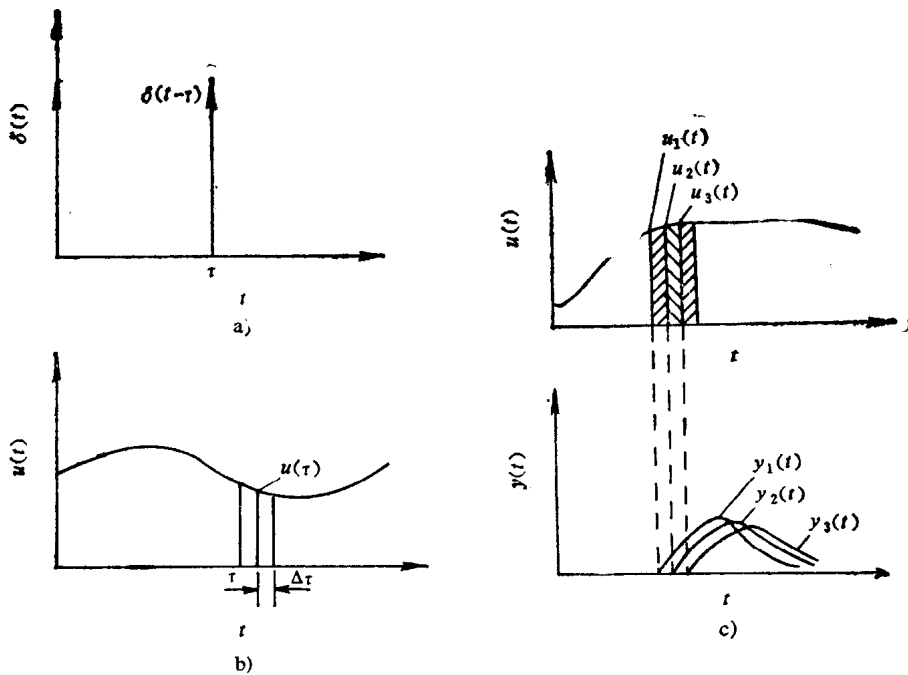 δ(t)
δ(t-τ)
τ
t
a)
u(t)
u(τ)
τ
Δτ
t
b)
u(t)
u₁(t)
u₂(t)
u₃(t)
t
y(t)
y₁(t)
y₂(t)
y₃(t)
t
c)